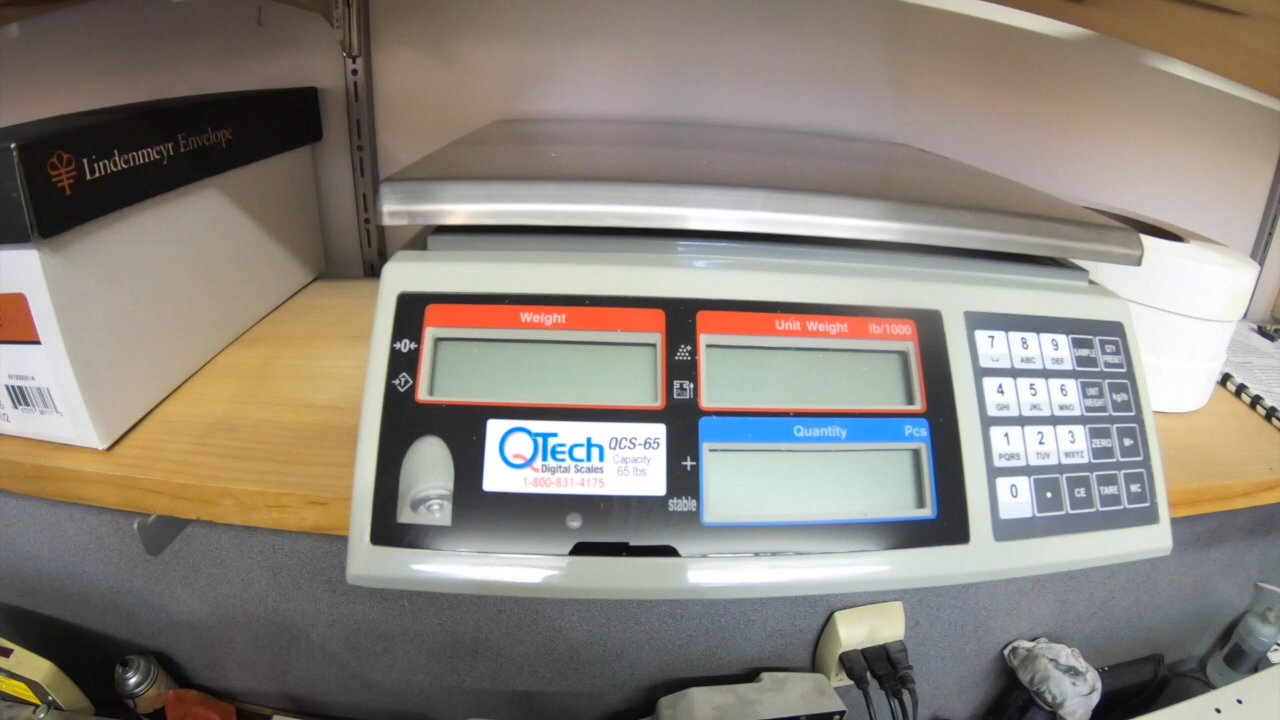 Lindenmeyr Envelope
Weight
Unit Weight lb/1000
→0←
→T←
QTech
Digital Scales
1-800-831-4175
QCS-65
Capacity
65 lbs
Quantity Pcs
+
stable
7 8 ABC 9 DEF SAMPLE QTY PRESET
4 GHI 5 JKL 6 MNO UNIT WEIGHT kg/lb
1 PQRS 2 TUV 3 WXYZ ZERO M+
0 • CE TARE MC